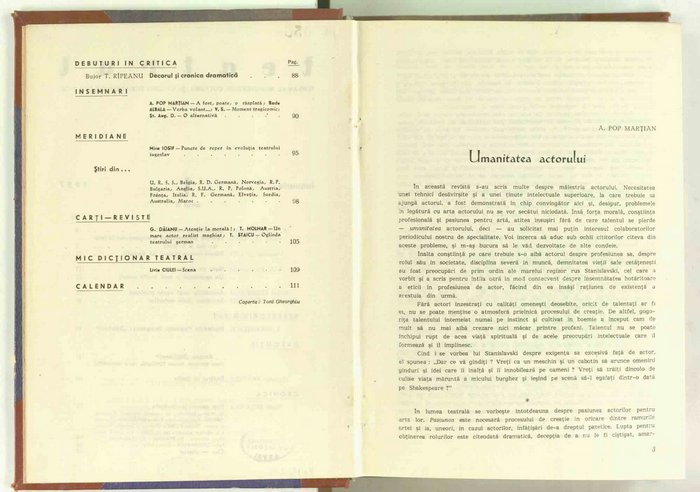 DEBUTURI IN CRITICA Pag.
Bujor T. RÎPEANU Decorul și cronica dramatică . . . . 88
INSEMNARI
A. POP MARȚIAN — A fost, poate, o răzplată; Radu
ALBALA — Verba volant...; V. S. — Moment tragicomic;
Șt. Aug. D. — O alternativă . . . . 90
MERIDIANE
Mira IOSIF — Puncte de reper în evoluția teatrului
iugoslav . . . . 95
Știri din...
U. R. S. S., Belgia, R. D. Germană, Norvegia, R. P.
Bulgaria, Anglia, S.U.A., R. P. Polonă, Austria,
Franța, Italia, R. F. Germană, Elveția, Suedia,
Australia, Maroc . . . . 98
CARȚI—REVISTE
G. DĂIANU — Atenție la morală!; T. MOLNAR — Un
mare actor realist maghiar; T. STAICU — Oglinda
teatrului german . . . . 105
MIC DICȚIONAR TEATRAL
Liviu CIULEI — Scena . . . . 109
CALENDAR . . . . 111
Coperta: Toni Gheorghiu
A. POP MARȚIAN
Umanitatea actorului
În această revistă s-au scris multe despre măiestria actorului. Necesitatea
unei tehnici desăvîrșite și a unei ținute intelectuale superioare, la care trebuie să
ajungă actorul, a fost demonstrată în chip convingător aici și, desigur, problemele
în legătură cu arta actorului nu se vor secătui niciodată. Însă forța morală, conștiința
profesională și pasiunea pentru artă, atitea însușiri fără de care talentul se pierde
— umanitatea actorului, deci — au solicitat mai puțin interesul colaboratorilor
periodicului nostru de specialitate. Voi încerca să aduc sub ochii cititorilor cîteva din
aceste probleme, și m-aș bucura să le văd dezvoltate de alte condeie.
Înalta conștiință pe care trebuie s-o aibă actorul despre profesiunea sa, despre
rolul său în societate, disciplina severă în muncă, demnitatea vieții sale cetățenești
au fost preocupări de prim ordin ale marelui regizor rus Stanislavski, cel care a
vorbit și a scris pentru întîia oară în mod consecvent despre însemnătatea hotărîtoare
a eticii în profesiunea de actor, făcînd din ea însăși rațiunea de existență a
acestuia din urmă.
Fără actori înzestrați cu calități omenești deosebite, oricît de talentați ar fi
ei, nu se poate menține o atmosferă prielnică procesului de creație. De altfel, gogo-
rița talentului întemeiat numai pe instinct și cultivat în boemie a început cam de
mult să nu mai aibă crezare nici măcar printre profani. Talentul nu se poate
închipui rupt de acea viață spirituală și de acele preocupări intelectuale care îl
formează și îl împlinesc.
Cînd i se vorbea lui Stanislavski despre exigența sa excesivă față de actor,
el spunea: „Dar ce vă gîndiți? Vreți ca un meschin și un cabotin să arunce omenirii
gînduri și idei care îl înalță și îl înnobilează pe oameni? Vreți să trăiți dincolo de
culise viața măruntă a micului burghez și ieșind pe scenă să-l egalați dintr-o dată
pe Shakespeare?"
*
În lumea teatrală se vorbește întotdeauna despre pasiunea actorilor pentru
arta lor. Pasiunea este necesară procesului de creație în oricare dintre ramurile
artei și la, uneori, în cazul actorilor, înfățișări de-a dreptul patetice. Lupta pentru
obținerea rolurilor este cîteodată dramatică, decepția de a nu le fi cîștigat, amar-
3